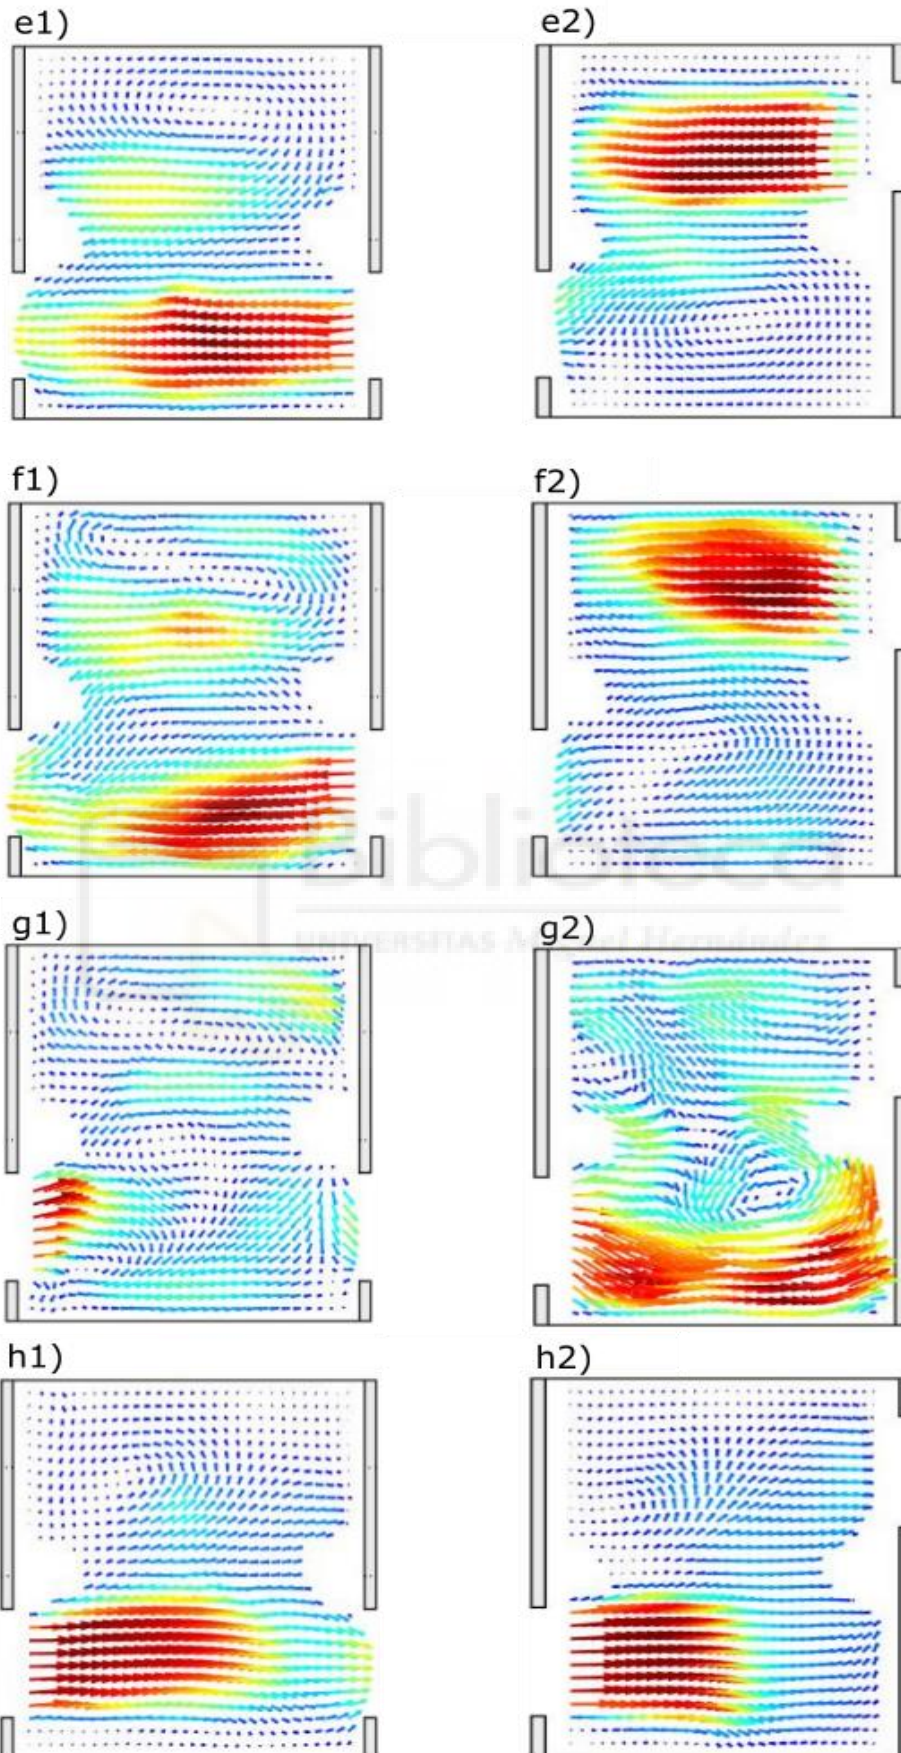 e1) e2)
f1) f2)
Biblioteca
UNIVERSITAS Miguel Hernández
g1) g2)
h1) h2)